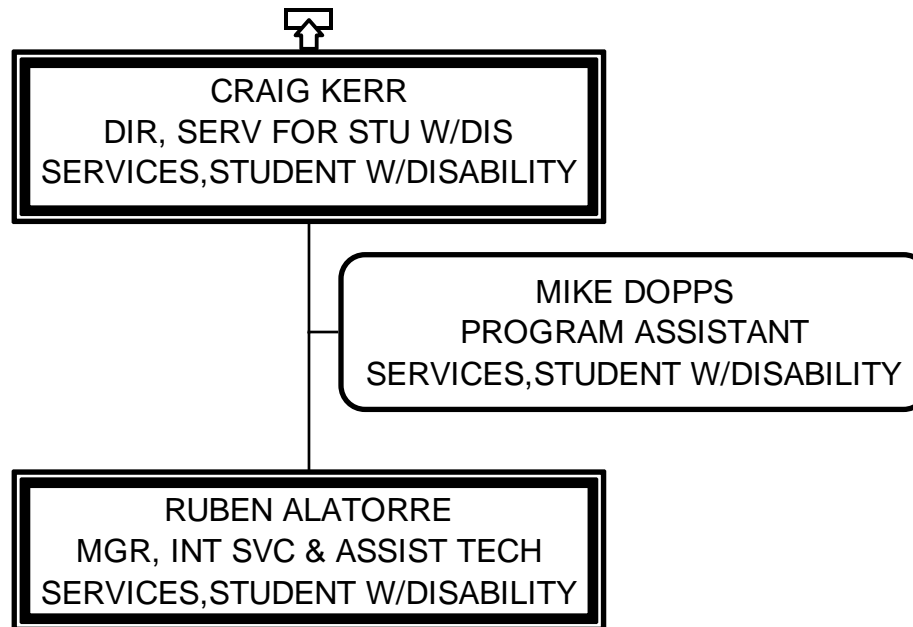 CRAIG KERR
DIR, SERV FOR STU W/DIS
SERVICES,STUDENT W/DISABILITY
MIKE DOPPS
PROGRAM ASSISTANT
SERVICES,STUDENT W/DISABILITY
RUBEN ALATORRE
MGR, INT SVC & ASSIST TECH
SERVICES,STUDENT W/DISABILITY